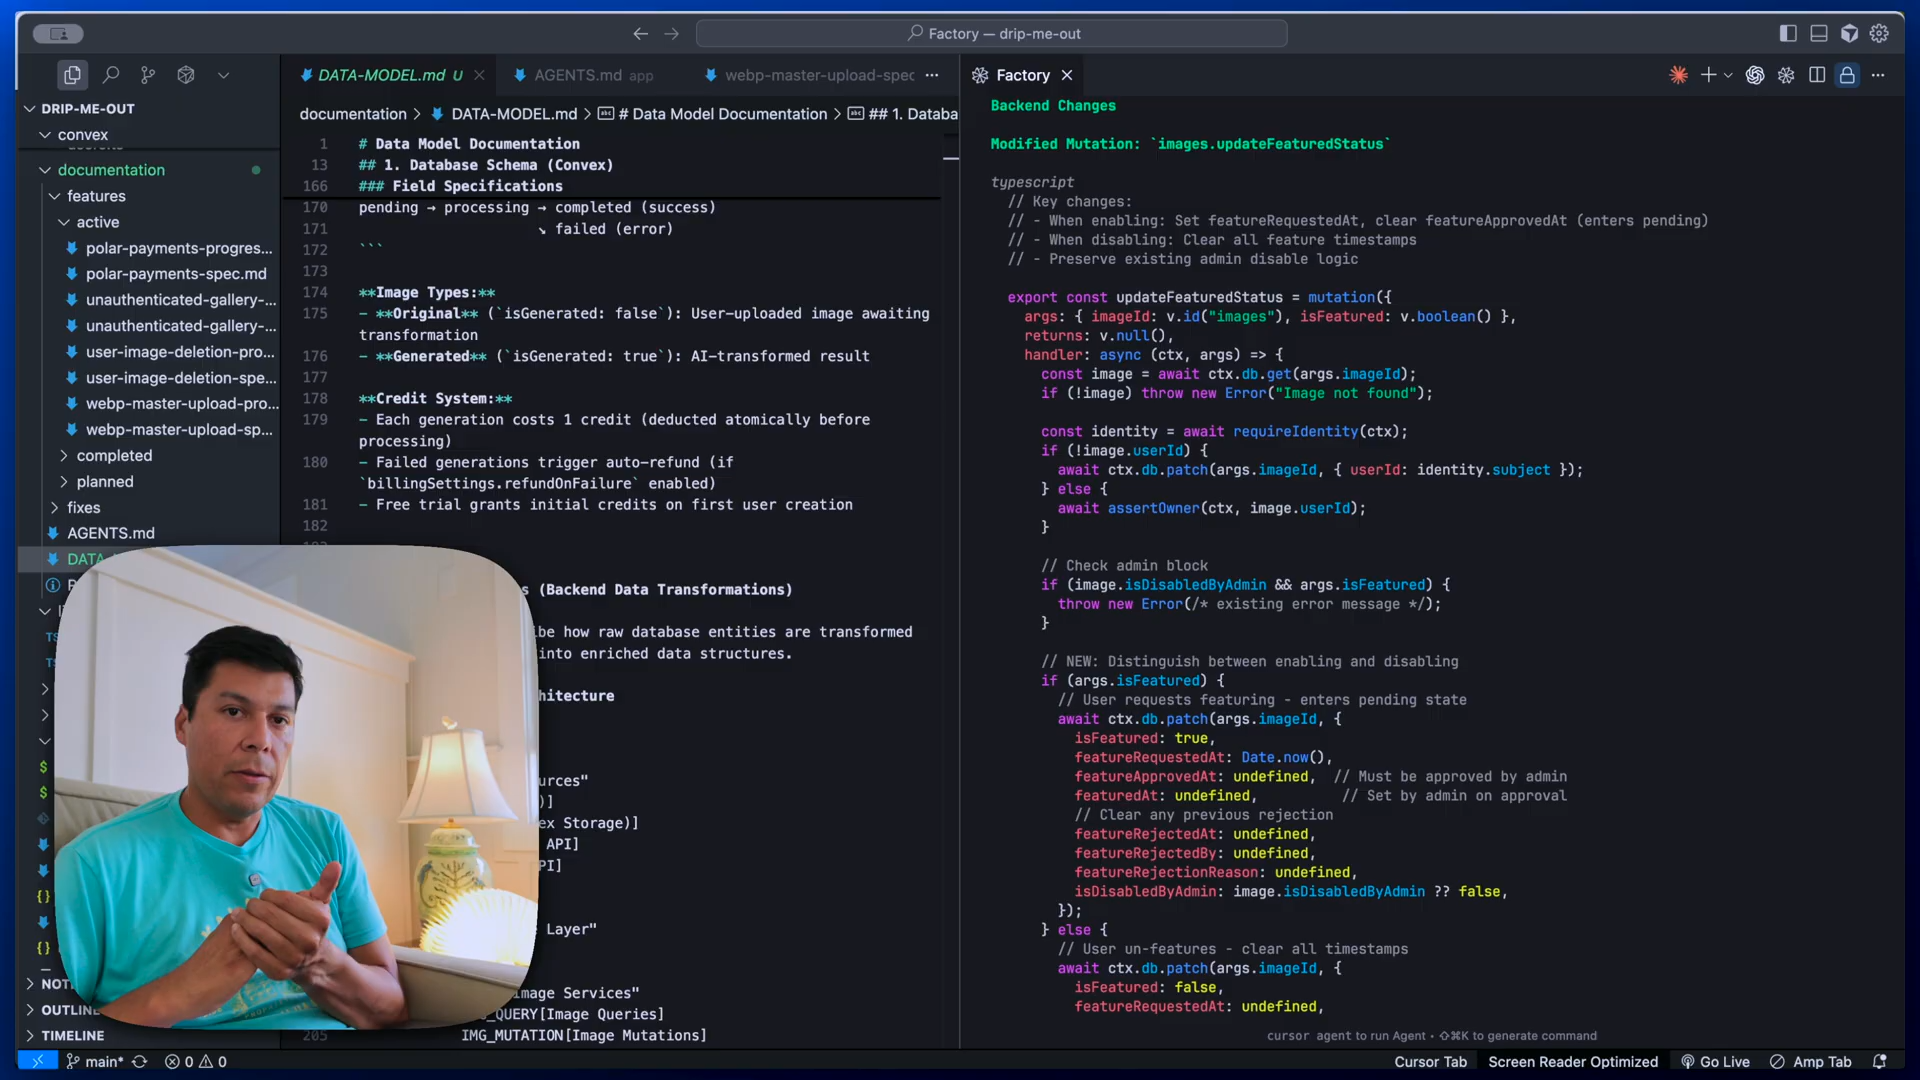 Factory — drip-me-out
DRIP-ME-OUT
convex
documentation
features
active
polar-payments-progres...
polar-payments-spec.md
unauthenticated-gallery-...
unauthenticated-gallery-...
user-image-deletion-pro...
user-image-deletion-spe...
webp-master-upload-pro...
webp-master-upload-sp...
completed
planned
fixes
AGENTS.md
DATA-
OUTLIN
TIMELINE
DATA-MODEL.md U
AGENTS.md app
webp-master-upload-spec
documentation > DATA-MODEL.md > # Data Model Documentation > ## 1. Databa
1 # Data Model Documentation
13 ## 1. Database Schema (Convex)
166 ### Field Specifications
170 pending → processing → completed (success)
171 ↘ failed (error)
172 ```
173
174 **Image Types:**
175 - **Original** (`isGenerated: false`): User-uploaded image awaiting
transformation
176 - **Generated** (`isGenerated: true`): AI-transformed result
177
178 **Credit System:**
179 - Each generation costs 1 credit (deducted atomically before
processing)
180 - Failed generations trigger auto-refund (if
`billingSettings.refundOnFailure` enabled)
181 - Free trial grants initial credits on first user creation
182
s (Backend Data Transformations)
be how raw database entities are transformed
into enriched data structures.
hitecture
urces"
)]
ex Storage)]
API]
PI]
Layer"
mage Services"
_QUERY[Image Queries]
205 IMG_MUTATION[Image Mutations]
Factory
Backend Changes
Modified Mutation: `images.updateFeaturedStatus`
typescript
// Key changes:
// - When enabling: Set featureRequestedAt, clear featureApprovedAt (enters pending)
// - When disabling: Clear all feature timestamps
// - Preserve existing admin disable logic
export const updateFeaturedStatus = mutation({
args: { imageId: v.id("images"), isFeatured: v.boolean() },
returns: v.null(),
handler: async (ctx, args) => {
const image = await ctx.db.get(args.imageId);
if (!image) throw new Error("Image not found");
const identity = await requireIdentity(ctx);
if (!image.userId) {
await ctx.db.patch(args.imageId, { userId: identity.subject });
} else {
await assertOwner(ctx, image.userId);
}
// Check admin block
if (image.isDisabledByAdmin && args.isFeatured) {
throw new Error(/* existing error message */);
}
// NEW: Distinguish between enabling and disabling
if (args.isFeatured) {
// User requests featuring - enters pending state
await ctx.db.patch(args.imageId, {
isFeatured: true,
featureRequestedAt: Date.now(),
featureApprovedAt: undefined, // Must be approved by admin
featuredAt: undefined, // Set by admin on approval
// Clear any previous rejection
featureRejectedAt: undefined,
featureRejectedBy: undefined,
featureRejectionReason: undefined,
isDisabledByAdmin: image.isDisabledByAdmin ?? false,
});
} else {
// User un-features - clear all timestamps
await ctx.db.patch(args.imageId, {
isFeatured: false,
featureRequestedAt: undefined,
cursor agent to run Agent · ⇧⌘K to generate command
main* 0 0
Cursor Tab Screen Reader Optimized Go Live Amp Tab